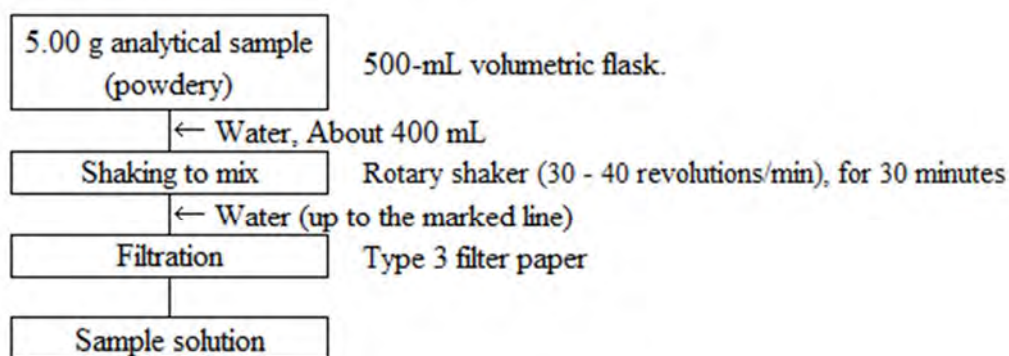 5.00 g analytical sample
(powdery)
500-mL volumetric flask.
← Water, About 400 mL
Shaking to mix
Rotary shaker (30 - 40 revolutions/min), for 30 minutes
← Water (up to the marked line)
Filtration
Type 3 filter paper
Sample solution